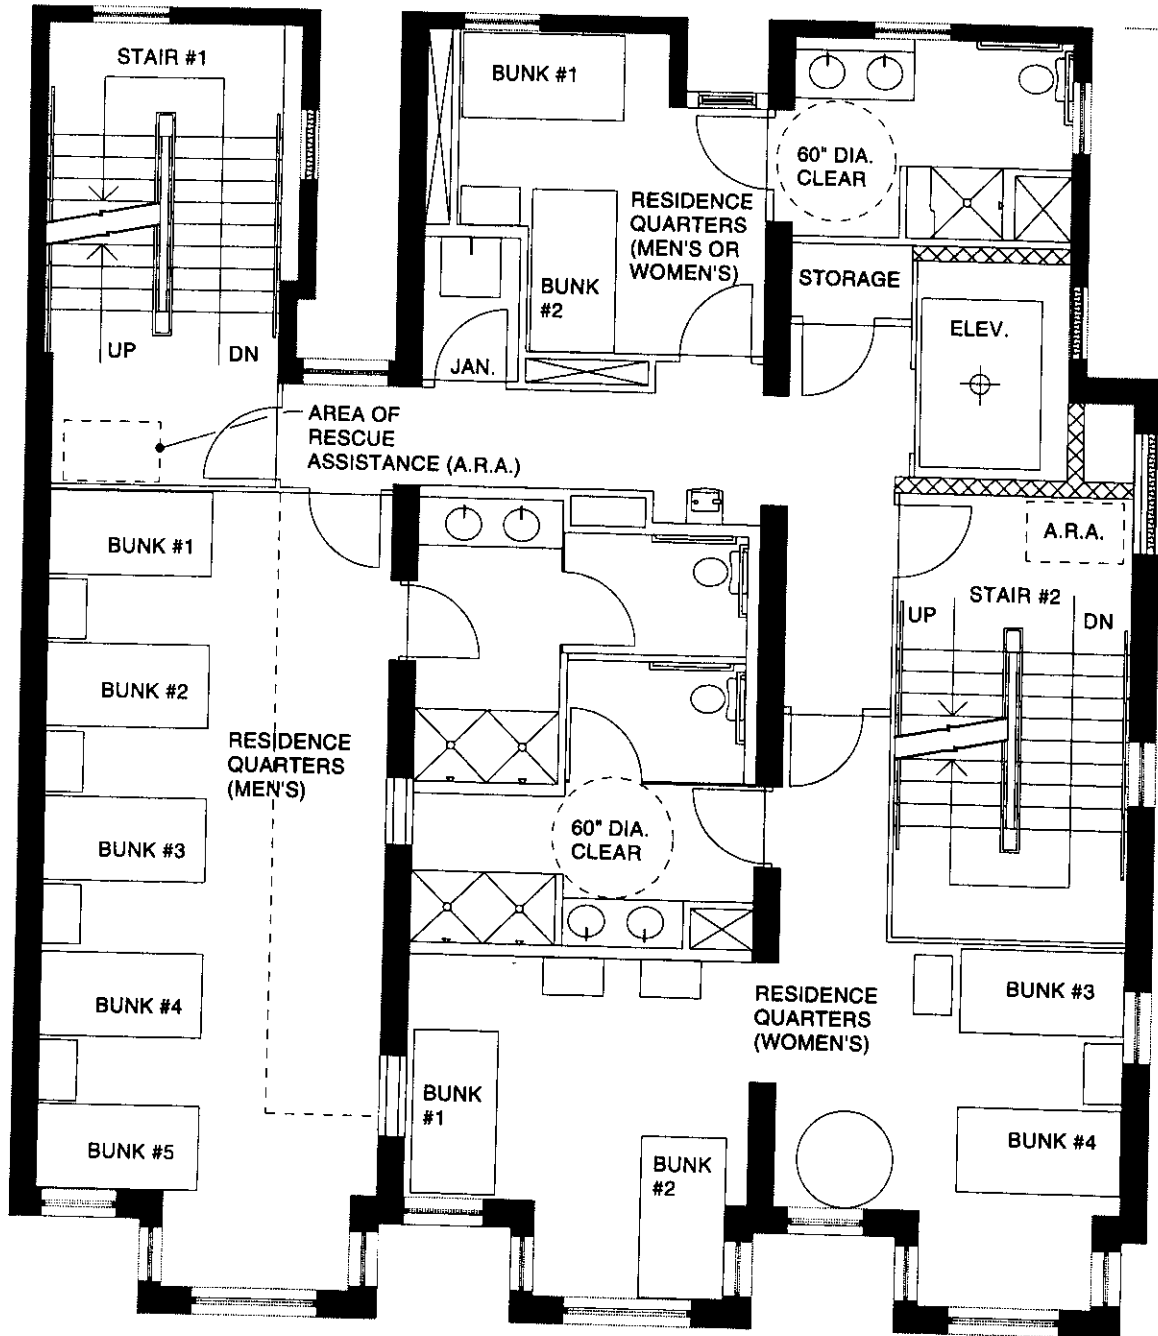 STAIR #1
BUNK #1
60" DIA.
CLEAR
RESIDENCE
QUARTERS
(MEN'S OR
WOMEN'S)
BUNK
#2
STORAGE
ELEV.
UP
DN
JAN.
AREA OF
RESCUE
ASSISTANCE (A.R.A.)
BUNK #1
A.R.A.
STAIR #2
UP
DN
BUNK #2
RESIDENCE
QUARTERS
(MEN'S)
BUNK #3
60" DIA.
CLEAR
BUNK #4
RESIDENCE
QUARTERS
(WOMEN'S)
BUNK #3
BUNK
#1
BUNK #5
BUNK
#2
BUNK #4